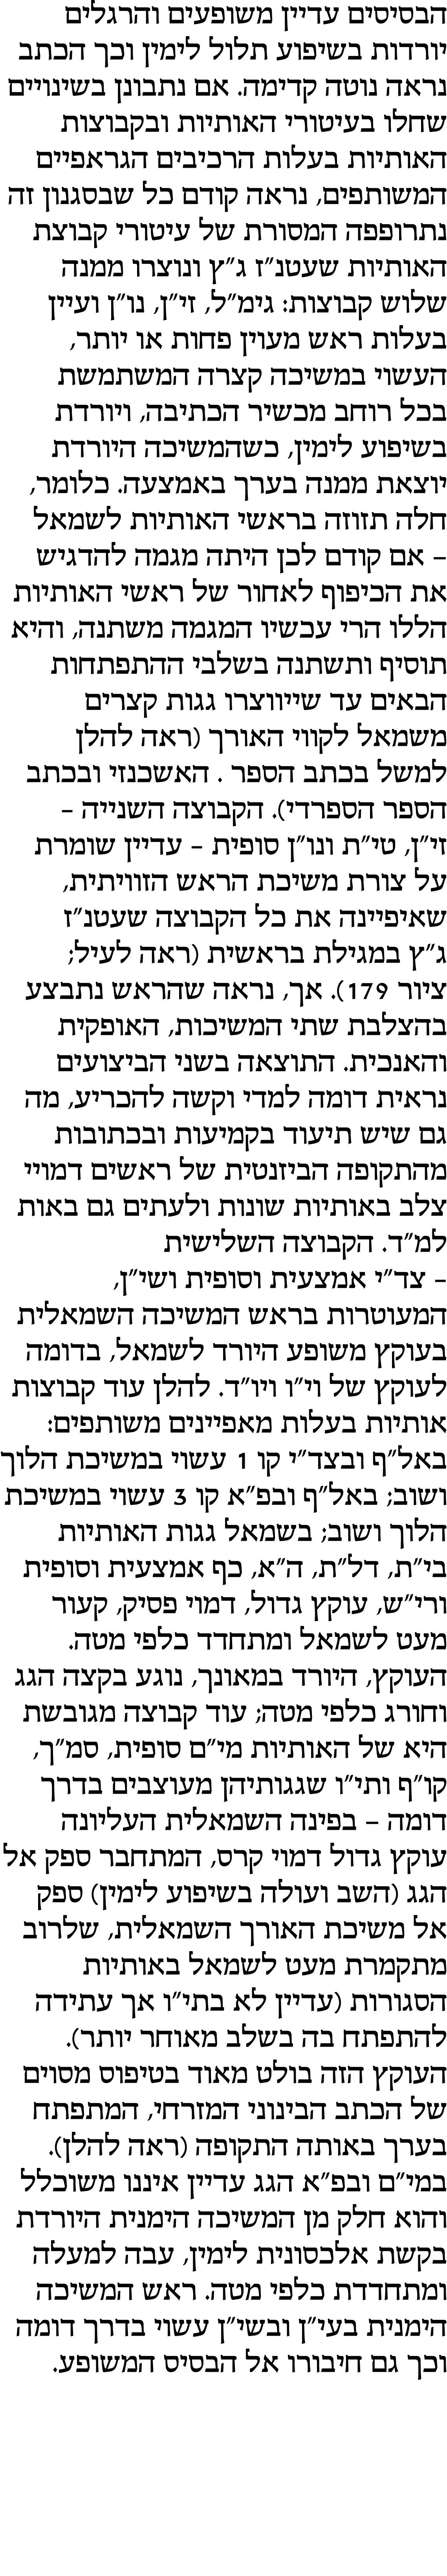 הבסיסים עדיין משופעים והרגלים
יורדות בשיפוע תלול לימין וכך הכתב
נראה נוטה קדימה. אם נתבונן בשינויים
שחלו בעיטורי האותיות ובקבוצות
האותיות בעלות הרכיבים הגראפיים
המשותפים, נראה קודם כל שבסגנון זה
נתרופפה המסורת של עיטורי קבוצת
האותיות שעטנ״ז ג״ץ ונוצרו ממנה
שלוש קבוצות: גימ״ל, זי״ן, נו״ן ועיין
בעלות ראש מעוין פחות או יותר,
העשוי במשיכה קצרה המשתמשת
בכל רוחב מכשיר הכתיבה, ויורדת
בשיפוע לימין, כשהמשיכה היורדת
יוצאת ממנה בערך באמצעה. כלומר,
חלה תזוזה בראשי האותיות לשמאל
– אם קודם לכן היתה מגמה להדגיש
את הכיפוף לאחור של ראשי האותיות
הללו הרי עכשיו המגמה משתנה, והיא
תוסיף ותשתנה בשלבי ההתפתחות
הבאים עד שייווצרו גגות קצרים
משמאל לקווי האורך (ראה להלן
למשל בכתב הספר . האשכנזי ובכתב
הספר הספרדי). הקבוצה השנייה –
זי״ן, טי״ת ונו״ן סופית – עדיין שומרת
על צורת משיכת הראש הזוויתית,
שאיפיינה את כל הקבוצה שעטנ״ז
ג״ץ במגילת בראשית (ראה לעיל;
ציור 179). אך, נראה שהראש נתבצע
בהצלבת שתי המשיכות, האופקית
והאנכית. התוצאה בשני הביצועים
נראית דומה למדי וקשה להכריע, מה
גם שיש תיעוד בקמיעות ובכתובות
מהתקופה הביזנטית של ראשים דמויי
צלב באותיות שונות ולעתים גם באות
למ״ד. הקבוצה השלישית
– צד״י אמצעית וסופית ושי״ן,
המעוטרות בראש המשיכה השמאלית
בעוקץ משופע היורד לשמאל, בדומה
לעוקץ של וי״ו ויו״ד. להלן עוד קבוצות
אותיות בעלות מאפיינים משותפים:
באל״ף ובצד״י קו 1 עשוי במשיכת הלוך
ושוב; באל״ף ובפ״א קו 3 עשוי במשיכת
הלוך ושוב; בשמאל גגות האותיות
בי״ת, דל״ת, ה״א, כף אמצעית וסופית
ורי״ש, עוקץ גדול, דמוי פסיק, קעור
מעט לשמאל ומתחדד כלפי מטה.
העוקץ, היורד במאונך, נוגע בקצה הגג
וחורג כלפי מטה; עוד קבוצה מגובשת
היא של האותיות מי״ם סופית, סמ״ך,
קו״ף ותי״ו שגגותיהן מעוצבים בדרך
דומה – בפינה השמאלית העליונה
עוקץ גדול דמוי קרס, המתחבר ספק אל
הגג (השב ועולה בשיפוע לימין) ספק
אל משיכת האורך השמאלית, שלרוב
מתקמרת מעט לשמאל באותיות
הסגורות (עדיין לא בתי״ו אך עתידה
להתפתח בה בשלב מאוחר יותר).
העוקץ הזה בולט מאוד בטיפוס מסוים
של הכתב הבינוני המזרחי, המתפתח
בערך באותה התקופה (ראה להלן).
במי״ם ובפ״א הגג עדיין איננו משוכלל
והוא חלק מן המשיכה הימנית היורדת
בקשת אלכסונית לימין, עבה למעלה
ומתחדדת כלפי מטה. ראש המשיכה
הימנית בעי״ן ובשי״ן עשוי בדרך דומה
וכך גם חיבורו אל הבסיס המשופע.